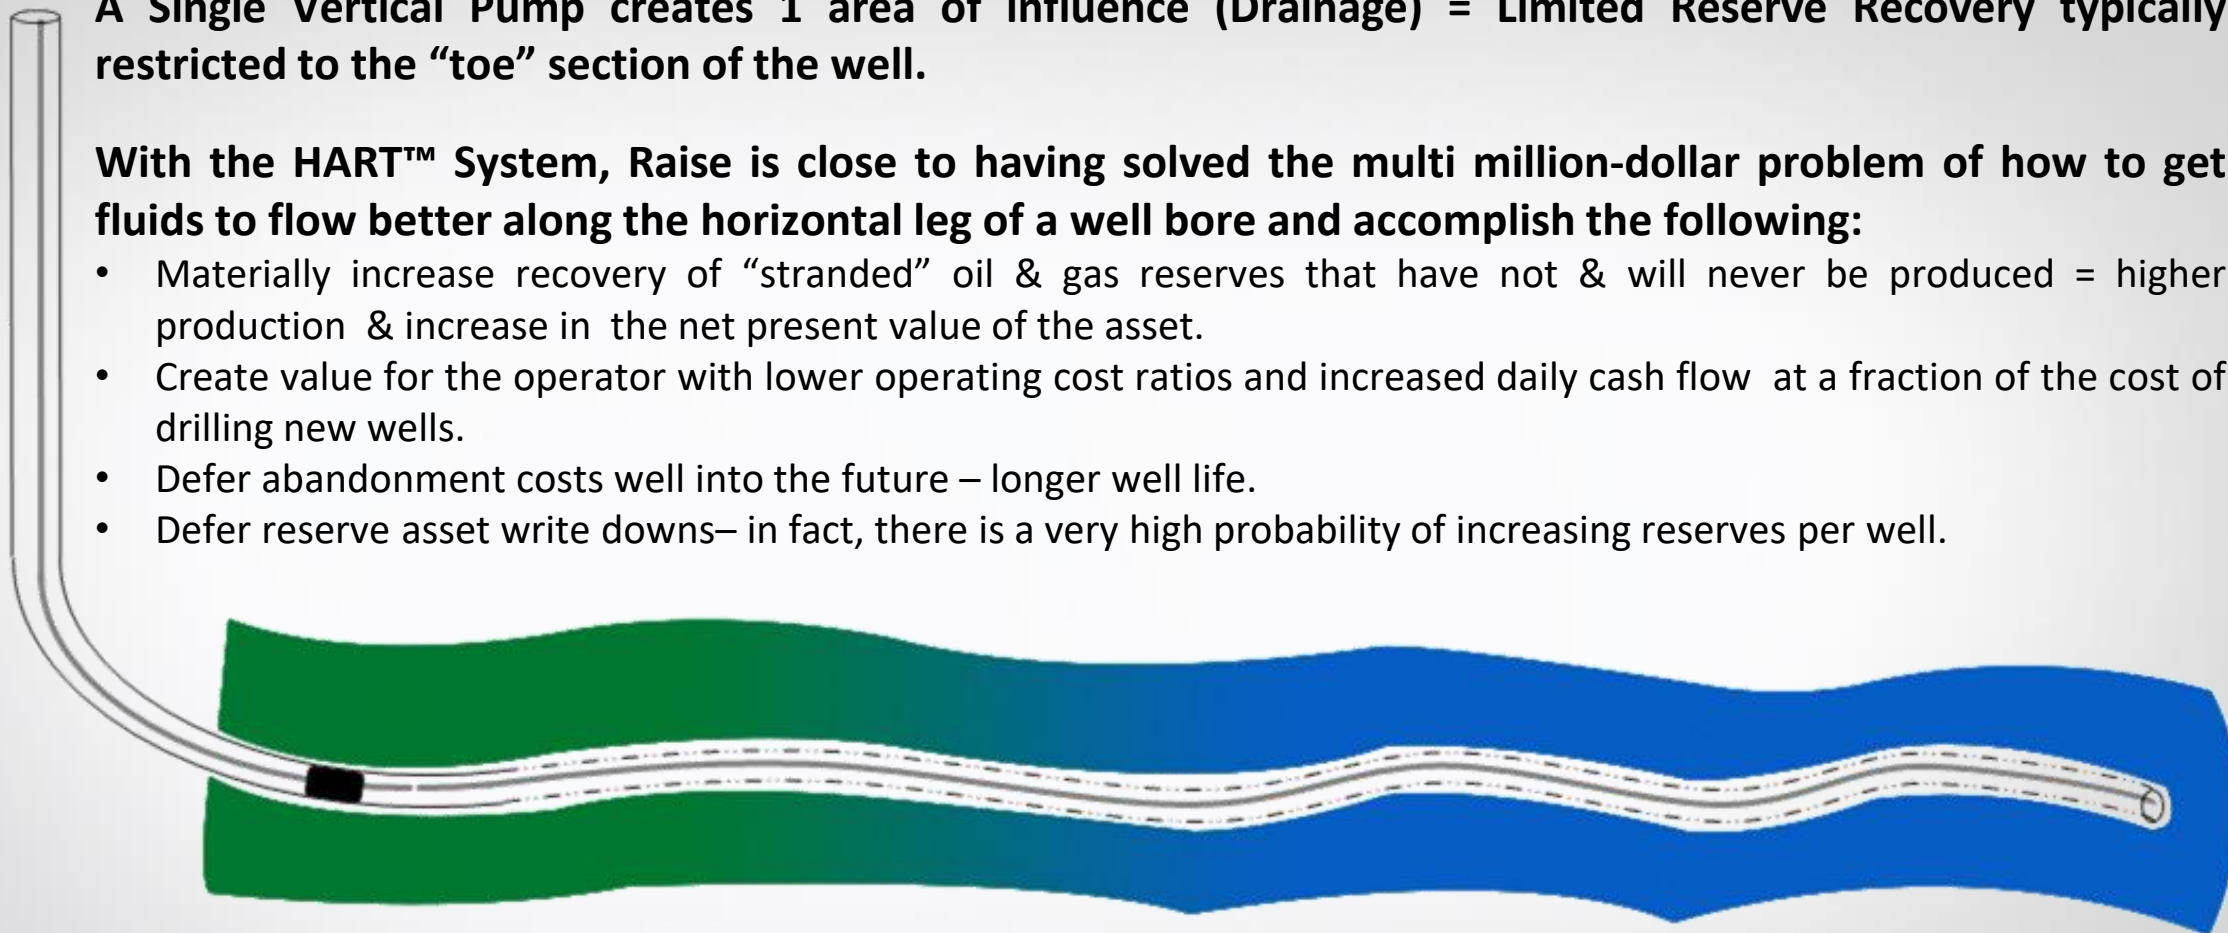 A Single Vertical Pump creates 1 area of influence (Drainage) = Limited Reserve Recovery typically
restricted to the “toe” section of the well.
With the HART™ System, Raise is close to having solved the multi million-dollar problem of how to get
fluids to flow better along the horizontal leg of a well bore and accomplish the following:
• Materially increase recovery of “stranded” oil & gas reserves that have not & will never be produced = higher
production & increase in the net present value of the asset.
• Create value for the operator with lower operating cost ratios and increased daily cash flow at a fraction of the cost of
drilling new wells.
• Defer abandonment costs well into the future – longer well life.
• Defer reserve asset write downs– in fact, there is a very high probability of increasing reserves per well.